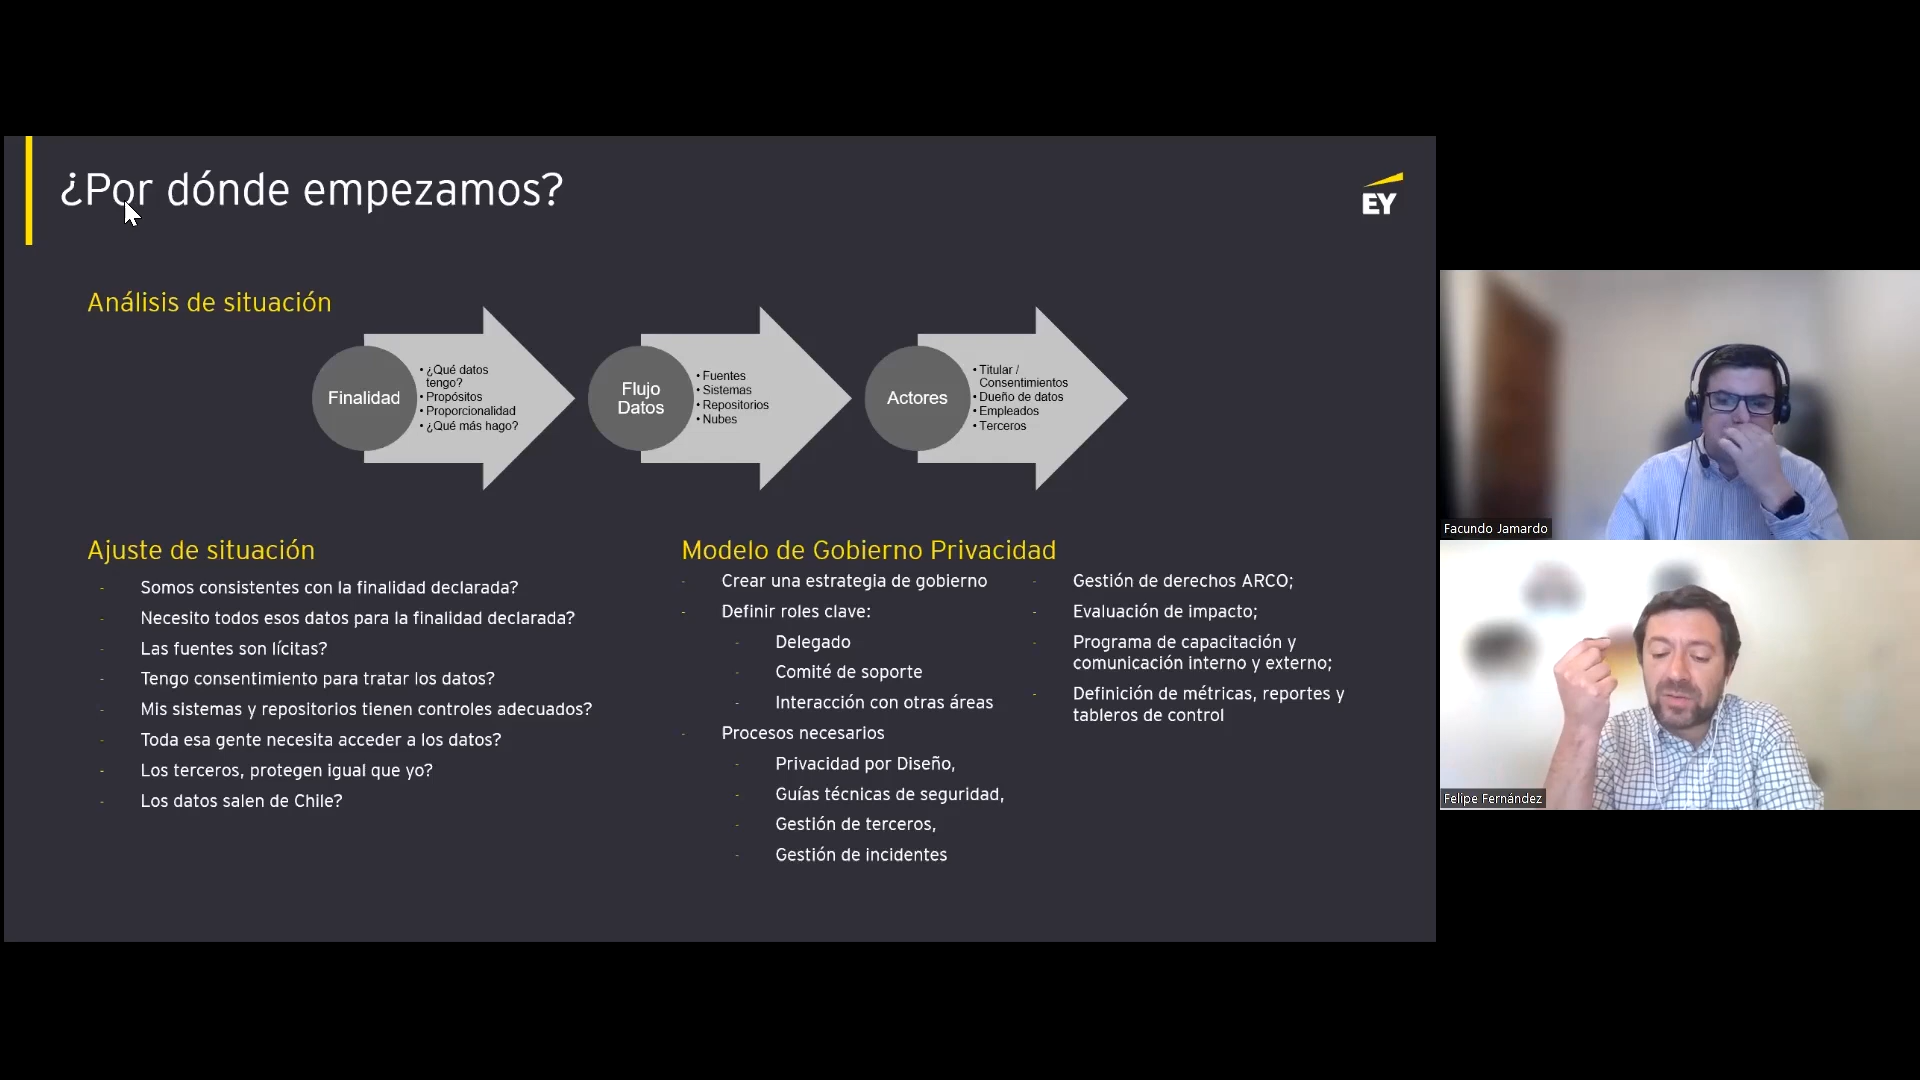 ¿Por dónde empezamos?
EY
Análisis de situación
Finalidad
• ¿Qué datos
tengo?
• Propósitos
• Proporcionalidad
• ¿Qué más hago?
Flujo
Datos
• Fuentes
• Sistemas
• Repositorios
• Nubes
Actores
• Titular /
Consentimientos
• Dueño de datos
• Empleados
• Terceros
Ajuste de situación
- Somos consistentes con la finalidad declarada?
- Necesito todos esos datos para la finalidad declarada?
- Las fuentes son lícitas?
- Tengo consentimiento para tratar los datos?
- Mis sistemas y repositorios tienen controles adecuados?
- Toda esa gente necesita acceder a los datos?
- Los terceros, protegen igual que yo?
- Los datos salen de Chile?
Modelo de Gobierno Privacidad
- Crear una estrategia de gobierno
- Definir roles clave:
- Delegado
- Comité de soporte
- Interacción con otras áreas
- Procesos necesarios
- Privacidad por Diseño,
- Guías técnicas de seguridad,
- Gestión de terceros,
- Gestión de incidentes
- Gestión de derechos ARCO;
- Evaluación de impacto;
- Programa de capacitación y
comunicación interno y externo;
- Definición de métricas, reportes y
tableros de control
Facundo Jamardo
Felipe Fernández